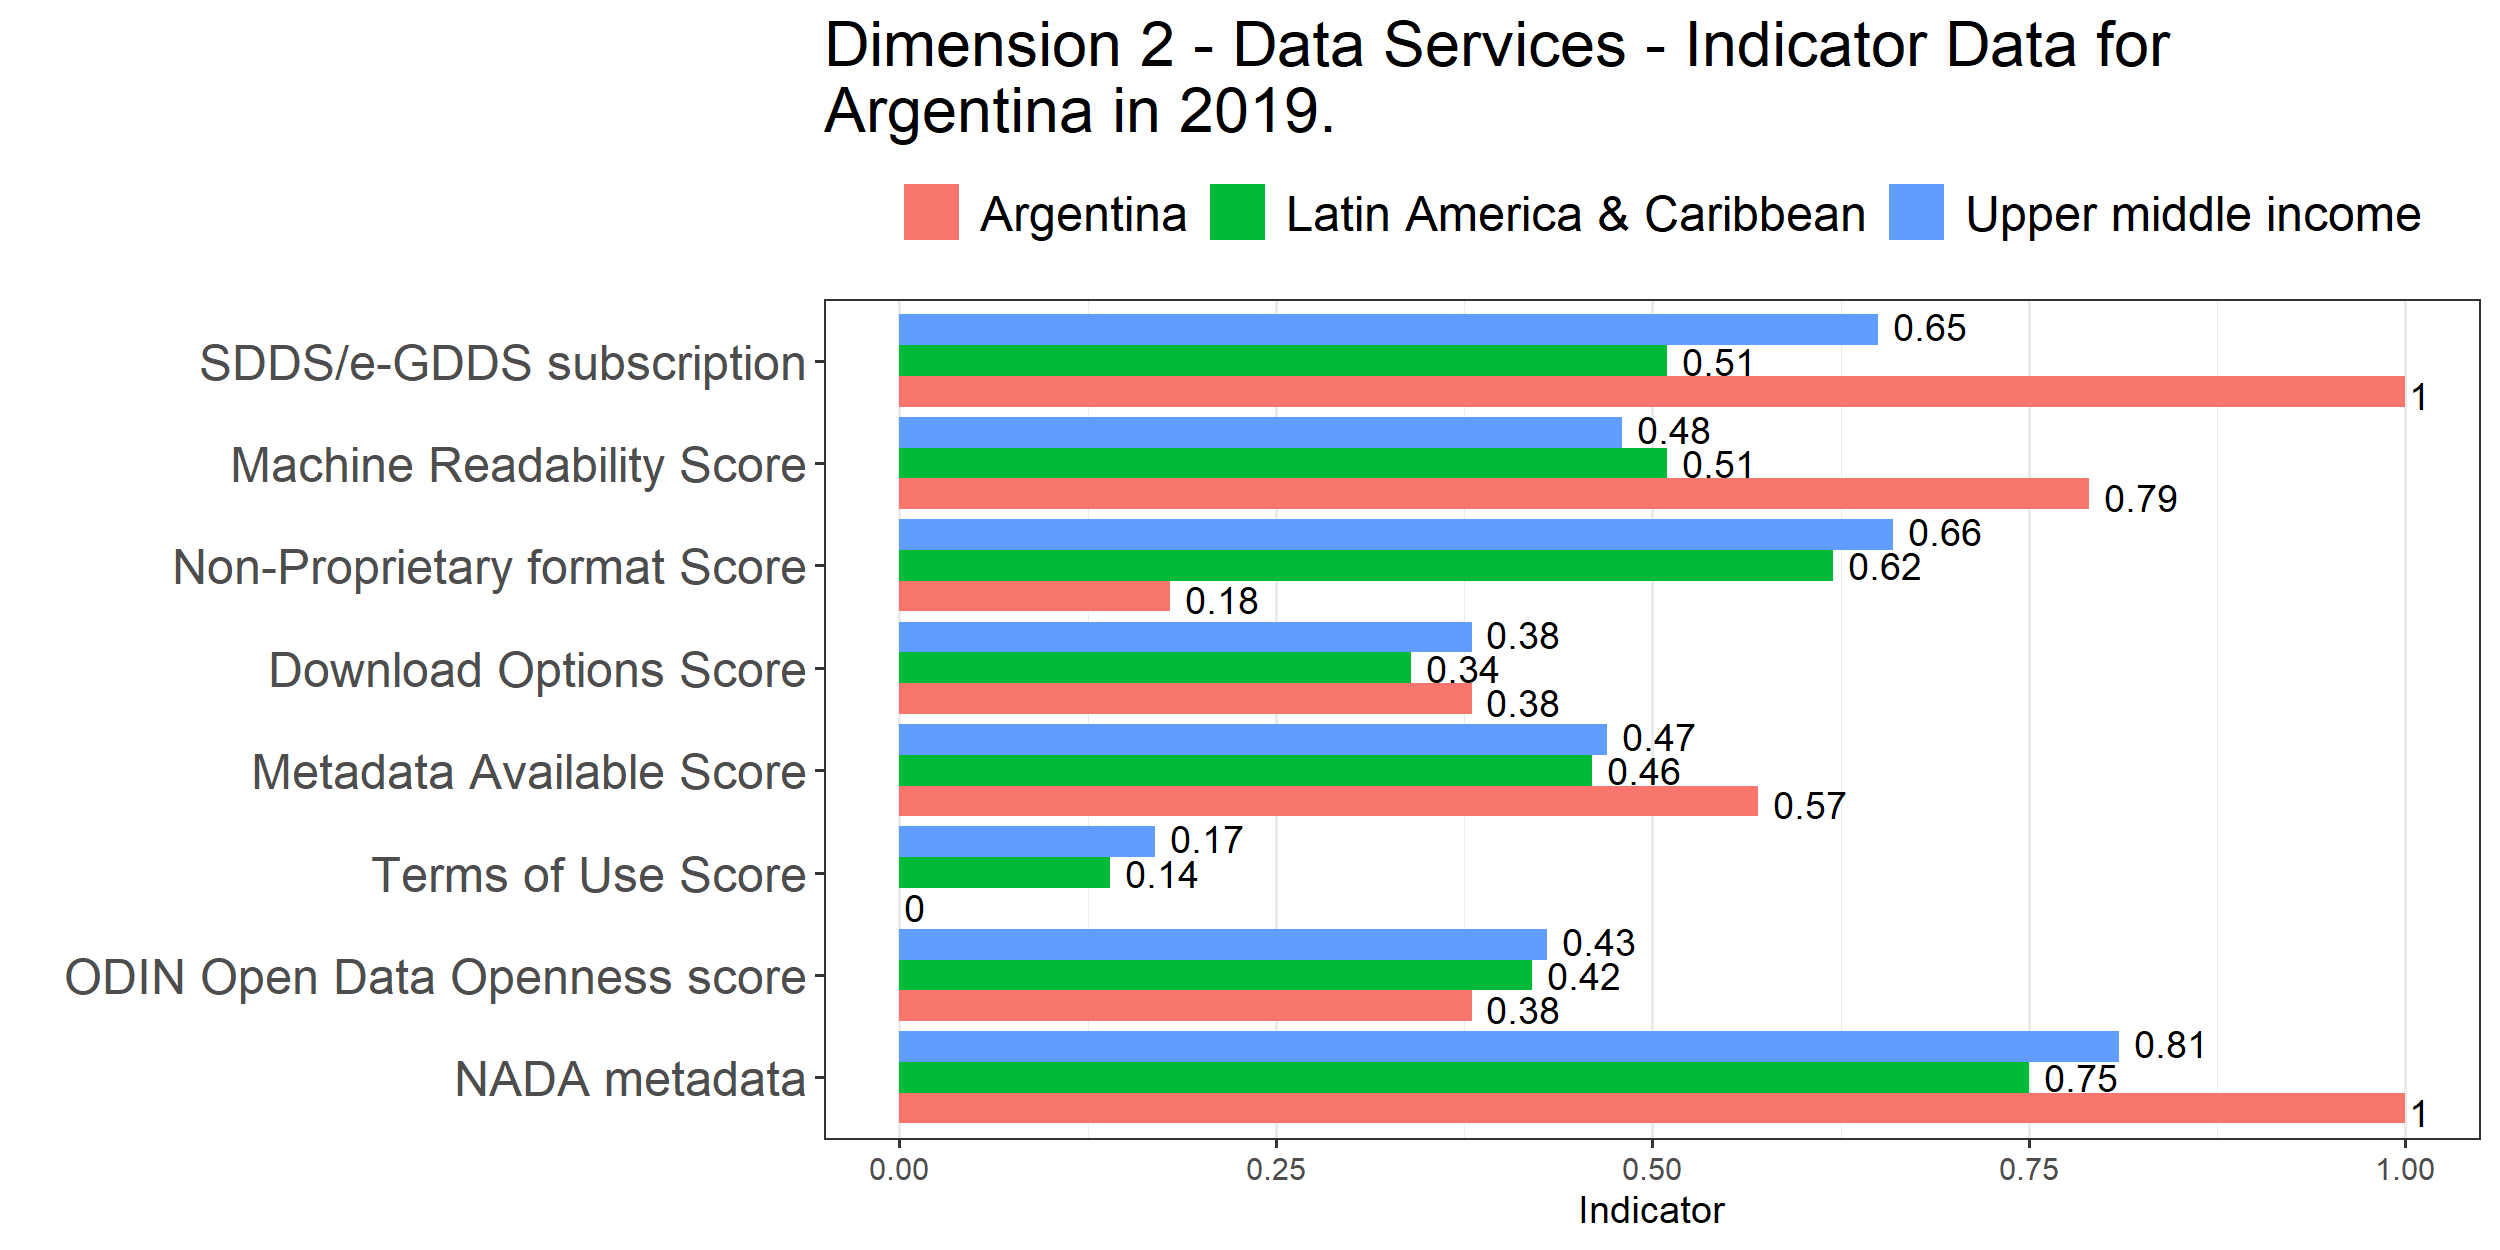 Dimension 2 - Data Services - Indicator Data for
Argentina in 2019.
Argentina
Latin America & Caribbean
Upper middle income
SDDS/e-GDDS subscription
0.65
0.51
1
Machine Readability Score
0.48
0.51
0.79
Non-Proprietary format Score
0.66
0.62
0.18
Download Options Score
0.38
0.34
0.38
Metadata Available Score
0.47
0.46
0.57
Terms of Use Score
0.17
0.14
0
ODIN Open Data Openness score
0.43
0.42
0.38
NADA metadata
0.81
0.75
1
0.00
0.25
0.50
0.75
1.00
Indicator